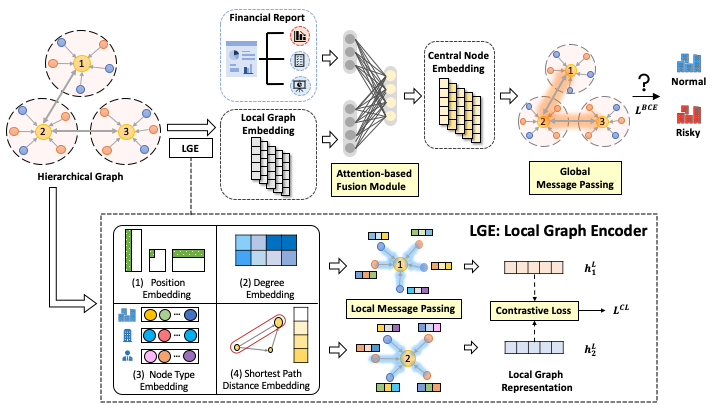 Financial Report
1
2
3
Hierarchical Graph
LGE
Local Graph
Embedding
Attention-based
Fusion Module
Central Node
Embedding
1
2
3
Global
Message Passing
?
L^{BCE}
Normal
Risky
LGE: Local Graph Encoder
(1) Position
Embedding
(2) Degree
Embedding
(3) Node Type
Embedding
(4) Shortest Path
Distance Embedding
1
Local Message Passing
2
h_1^L
Contrastive Loss
L^{CL}
h_2^L
Local Graph
Representation